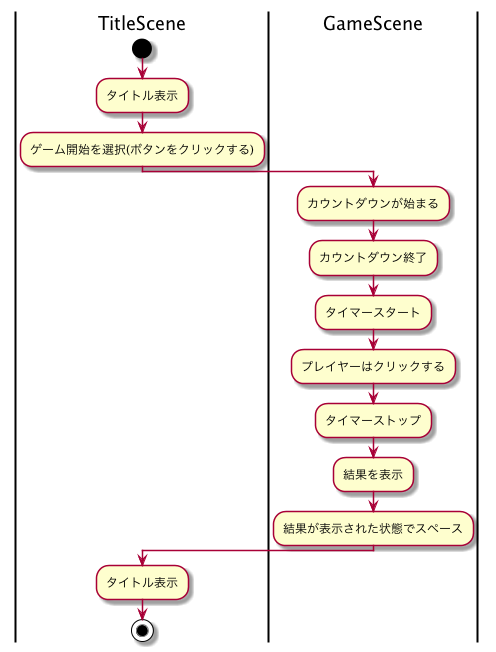 TitleScene
GameScene
タイトル表示
ゲーム開始を選択(ボタンをクリックする)
カウントダウンが始まる
カウントダウン終了
タイマースタート
プレイヤーはクリックする
タイマーストップ
結果を表示
結果が表示された状態でスペース
タイトル表示